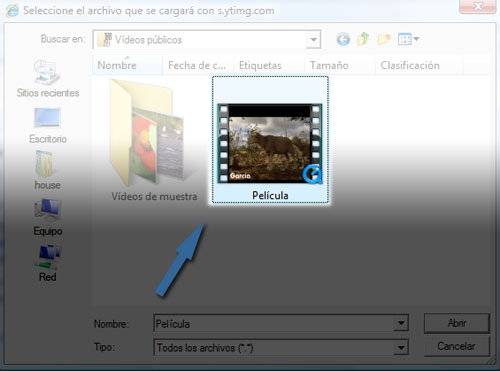 Seleccione el archivo que se cargará con s.ytimg.com
Buscar en: Vídeos públicos
Nombre Fecha de c... Etiquetas Tamaño Clasificación
Sitios recientes
Escritorio
house
Equipo
Red
Vídeos de muestra
García
G
Película
Nombre: Película Abrir
Tipo: Todos los archivos (*.*) Cancelar